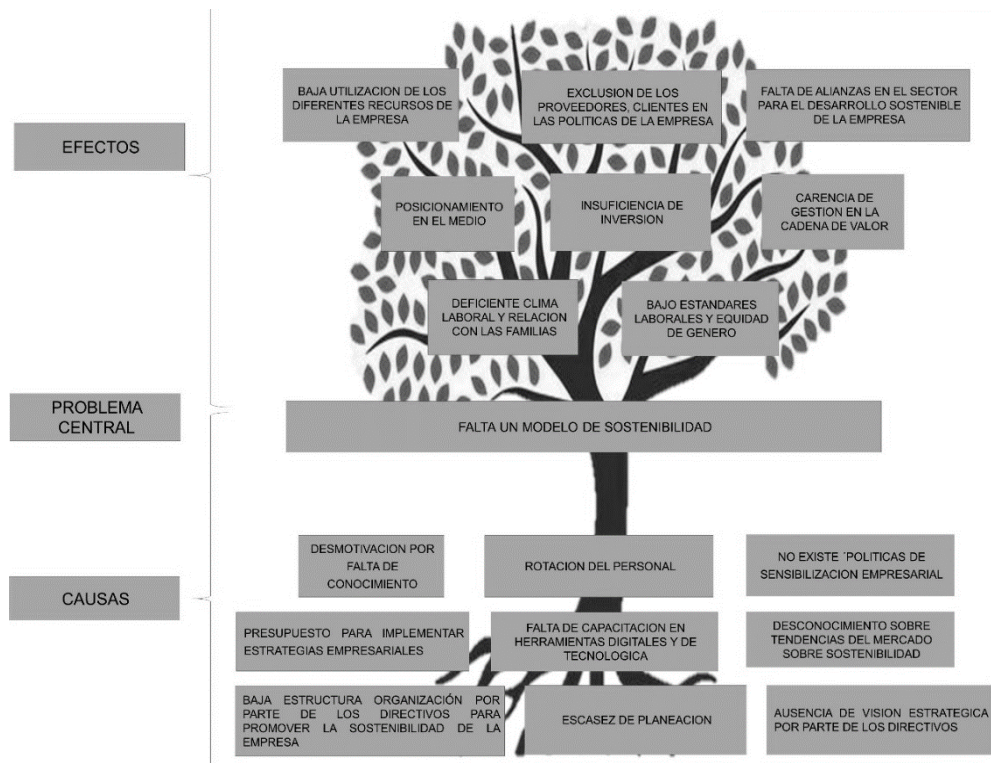 BAJA UTILIZACION DE LOS
DIFERENTES RECURSOS DE
LA EMPRESA
EXCLUSION DE LOS
PROVEEDORES, CLIENTES EN
LAS POLITICAS DE LA EMPRESA
FALTA DE ALIANZAS EN EL SECTOR
PARA EL DESARROLLO SOSTENIBLE
DE LA EMPRESA
EFECTOS
POSICIONAMIENTO
EN EL MEDIO
INSUFICIENCIA DE
INVERSION
CARENCIA DE
GESTION EN LA
CADENA DE VALOR
DEFICIENTE CLIMA
LABORAL Y RELACION
CON LAS FAMILIAS
BAJO ESTANDARES
LABORALES Y EQUIDAD
DE GENERO
PROBLEMA
CENTRAL
FALTA UN MODELO DE SOSTENIBILIDAD
DESMOTIVACION POR
FALTA DE
CONOCIMIENTO
ROTACION DEL PERSONAL
NO EXISTE ´POLITICAS DE
SENSIBILIZACION EMPRESARIAL
CAUSAS
PRESUPUESTO PARA IMPLEMENTAR
ESTRATEGIAS EMPRESARIALES
FALTA DE CAPACITACION EN
HERRAMIENTAS DIGITALES Y DE
TECNOLOGICA
DESCONOCIMIENTO SOBRE
TENDENCIAS DEL MERCADO
SOBRE SOSTENIBILIDAD
BAJA ESTRUCTURA ORGANIZACIÓN POR
PARTE DE LOS DIRECTIVOS PARA
PROMOVER LA SOSTENIBILIDAD DE LA
EMPRESA
ESCASEZ DE PLANEACION
AUSENCIA DE VISION ESTRATEGICA
POR PARTE DE LOS DIRECTIVOS